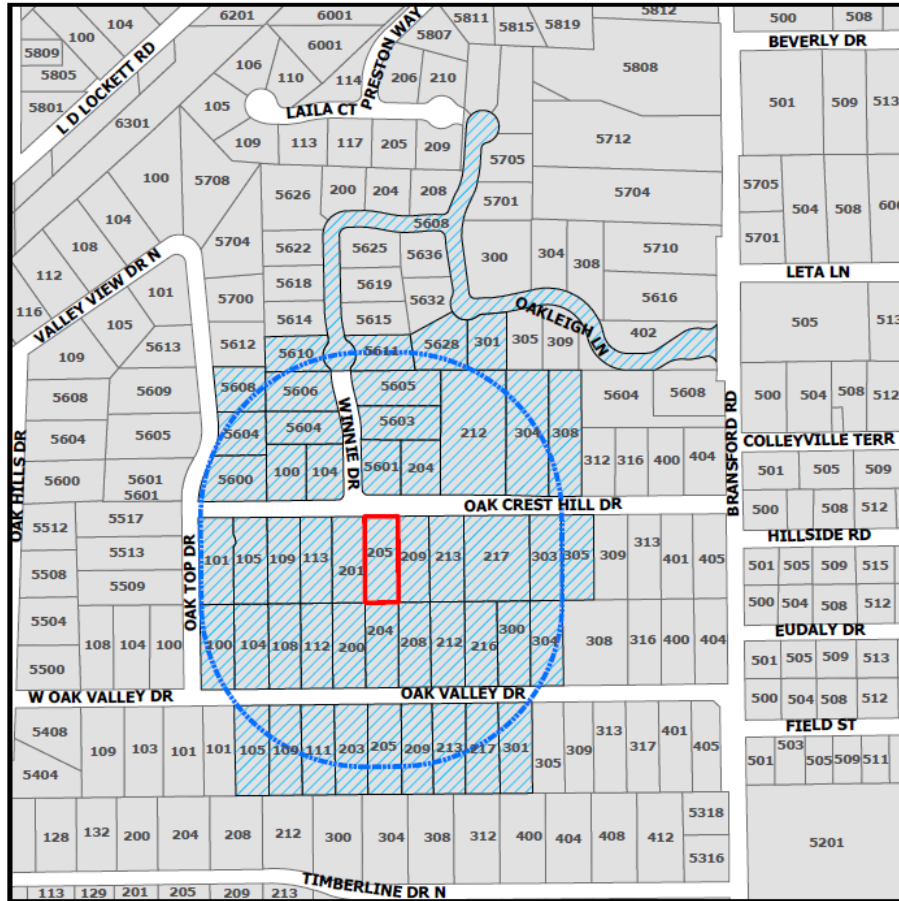 104 6201 6001 5811 5815 5819 5812 500 508
100 5807 BEVERLY DR
5809 L D LOCKETT RD 6001 PRESTON WAY
5805 106 110 114 206 210 5808 501 509 513
5801 105 LAILA CT
6301 109 113 117 205 209 5712
5705 5705 504 508
100 5708 5626 200 204 208 5701 5704 5701
104 5608
108 5704 5622 5625 5636 300 304 308 5710
112 VALLEY VIEW DR N 101 5700 5618 5619 5632 5616 LETA LN
116 105 5614 5615 OAKLEIGH LN 505 513
109 5613 5612 5610 5611 5628 301 305 309 402
5608 5609 5608 5606 5605 5604 5608 500 504 508 512
5604 5605 5604 5604 WINNIE DR 5603 212 304 308 BRANSFORD RD
COLLEYVILLE TERR
OAK HILLS DR 5600 5601 5600 100 104 5601 204 312 316 400 404 501 505 509
5601
5512 5517 OAK CREST HILL DR 500 508 512
HILLSIDE RD
5513 OAK TOP DR 101 105 109 113 201 205 209 213 217 303 305 309 313 401 405 501 505 509 515
5508 5509
5504 500 504 508 512
108 104 100 100 104 108 112 200 204 208 212 216 300 304 308 316 400 404 EUDALY DR
5500 501 505 509 513
W OAK VALLEY DR OAK VALLEY DR 500 504 508 512
5408 109 103 101 101 105 109 111 203 205 209 213 217 301 305 309 313 317 401 405 FIELD ST
5404 501 503 505 509 511
128 132 200 204 208 212 300 304 308 312 400 404 408 412 5318 5201
5316
113 129 201 205 209 213 TIMBERLINE DR N